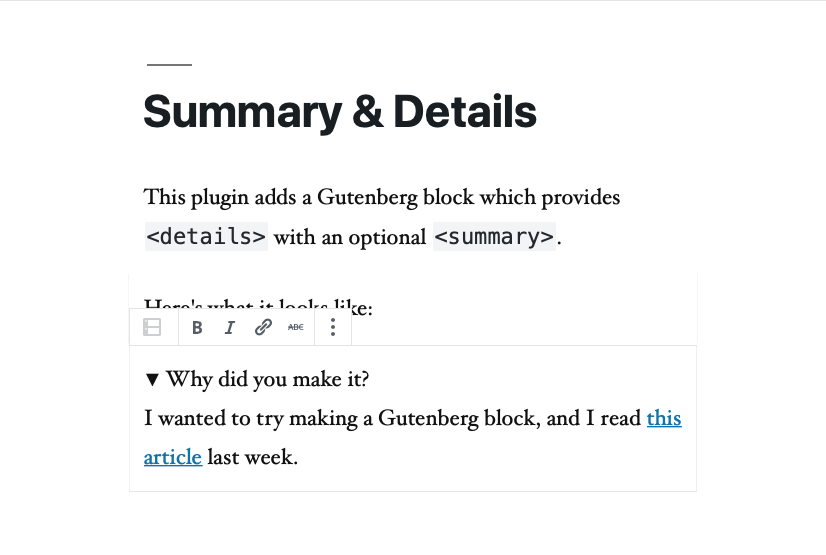 Summary & Details
This plugin adds a Gutenberg block which provides
<details> with an optional <summary>.
Here's what it looks like:
B I ABC
▼ Why did you make it?
I wanted to try making a Gutenberg block, and I read this
article last week.